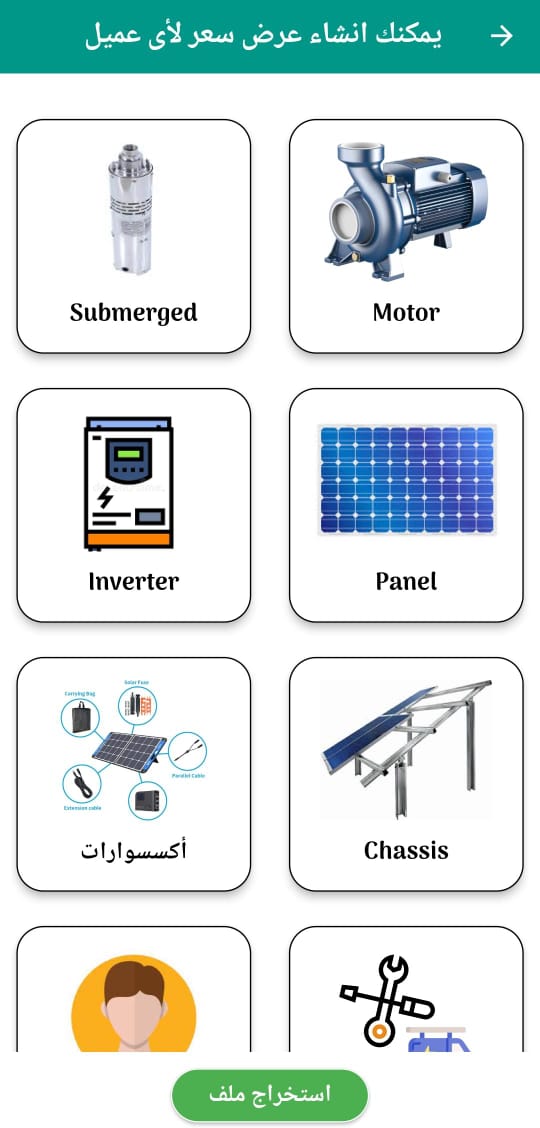 يمكنك انشاء عرض سعر لأى عميل
Motor
Submerged
Panel
Inverter
Chassis
Solar Fuse
Carrying Bag
Parallel Cable
Extension cable
أكسسوارات
استخراج ملف